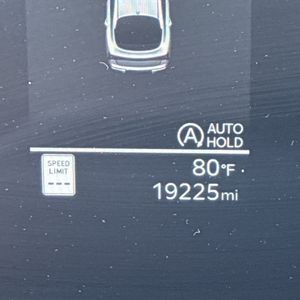 A AUTO
HOLD
SPEED
LIMIT
---
80°F
19225mi